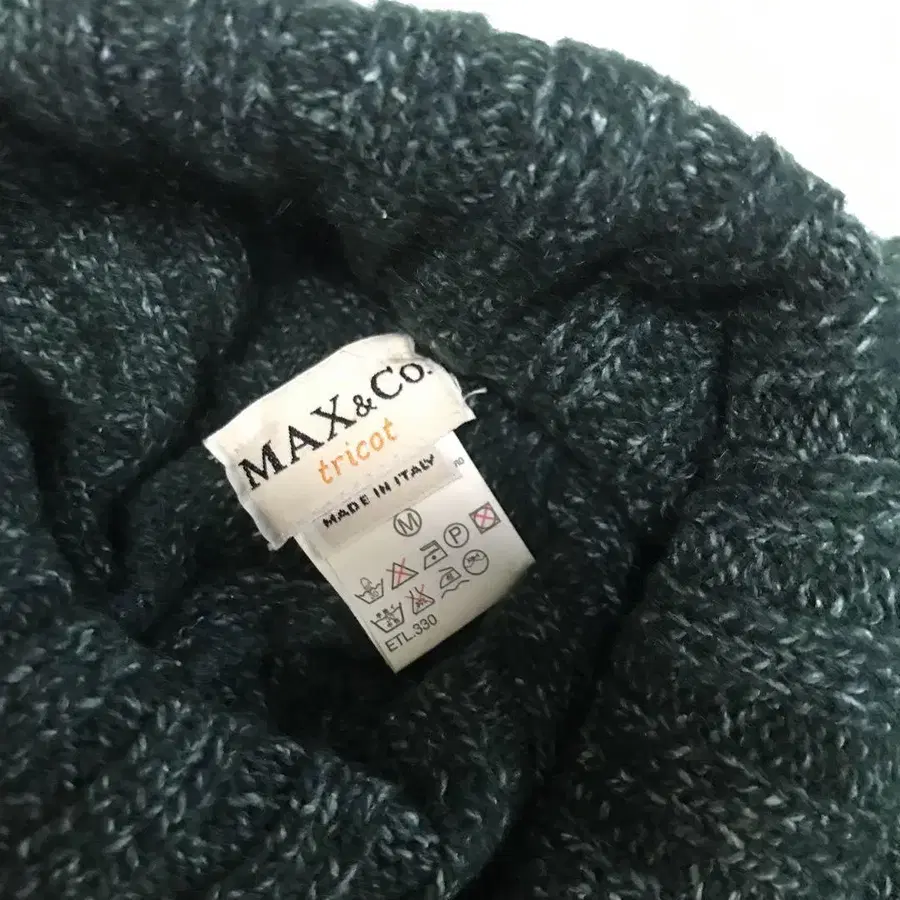 MAX&Co.
tricot
MADE IN ITALY
M
P
ETL.330